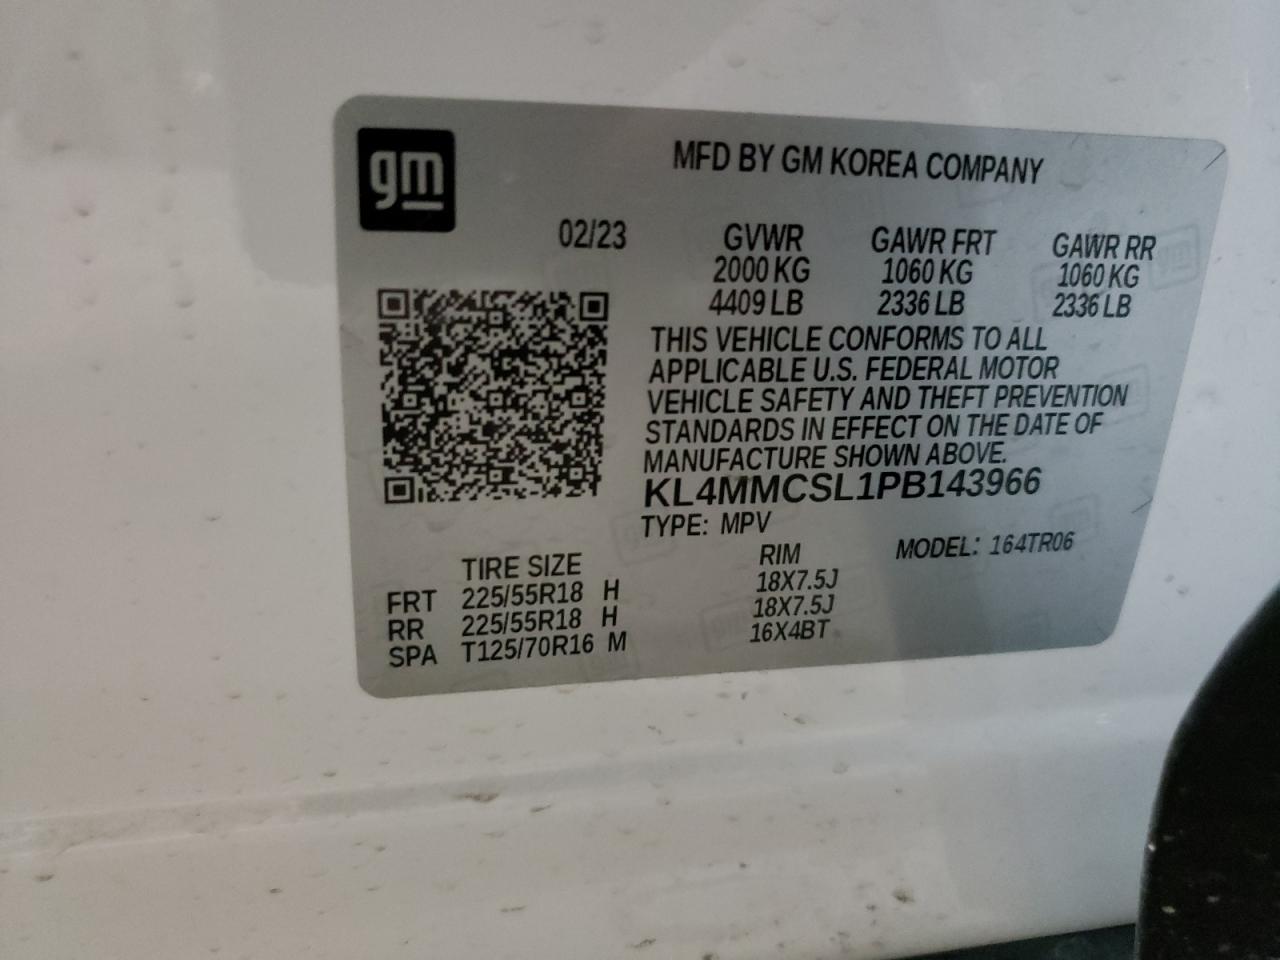 gm
MFD BY GM KOREA COMPANY
02/23 GVWR GAWR FRT GAWR RR
2000 KG 1060 KG 1060 KG
4409 LB 2336 LB 2336 LB
THIS VEHICLE CONFORMS TO ALL
APPLICABLE U.S. FEDERAL MOTOR
VEHICLE SAFETY AND THEFT PREVENTION
STANDARDS IN EFFECT ON THE DATE OF
MANUFACTURE SHOWN ABOVE.
KL4MMCSL1PB143966
TYPE: MPV
MODEL: 164TR06
TIRE SIZE RIM
FRT 225/55R18 H 18X7.5J
RR 225/55R18 H 18X7.5J
SPA T125/70R16 M 16X4BT